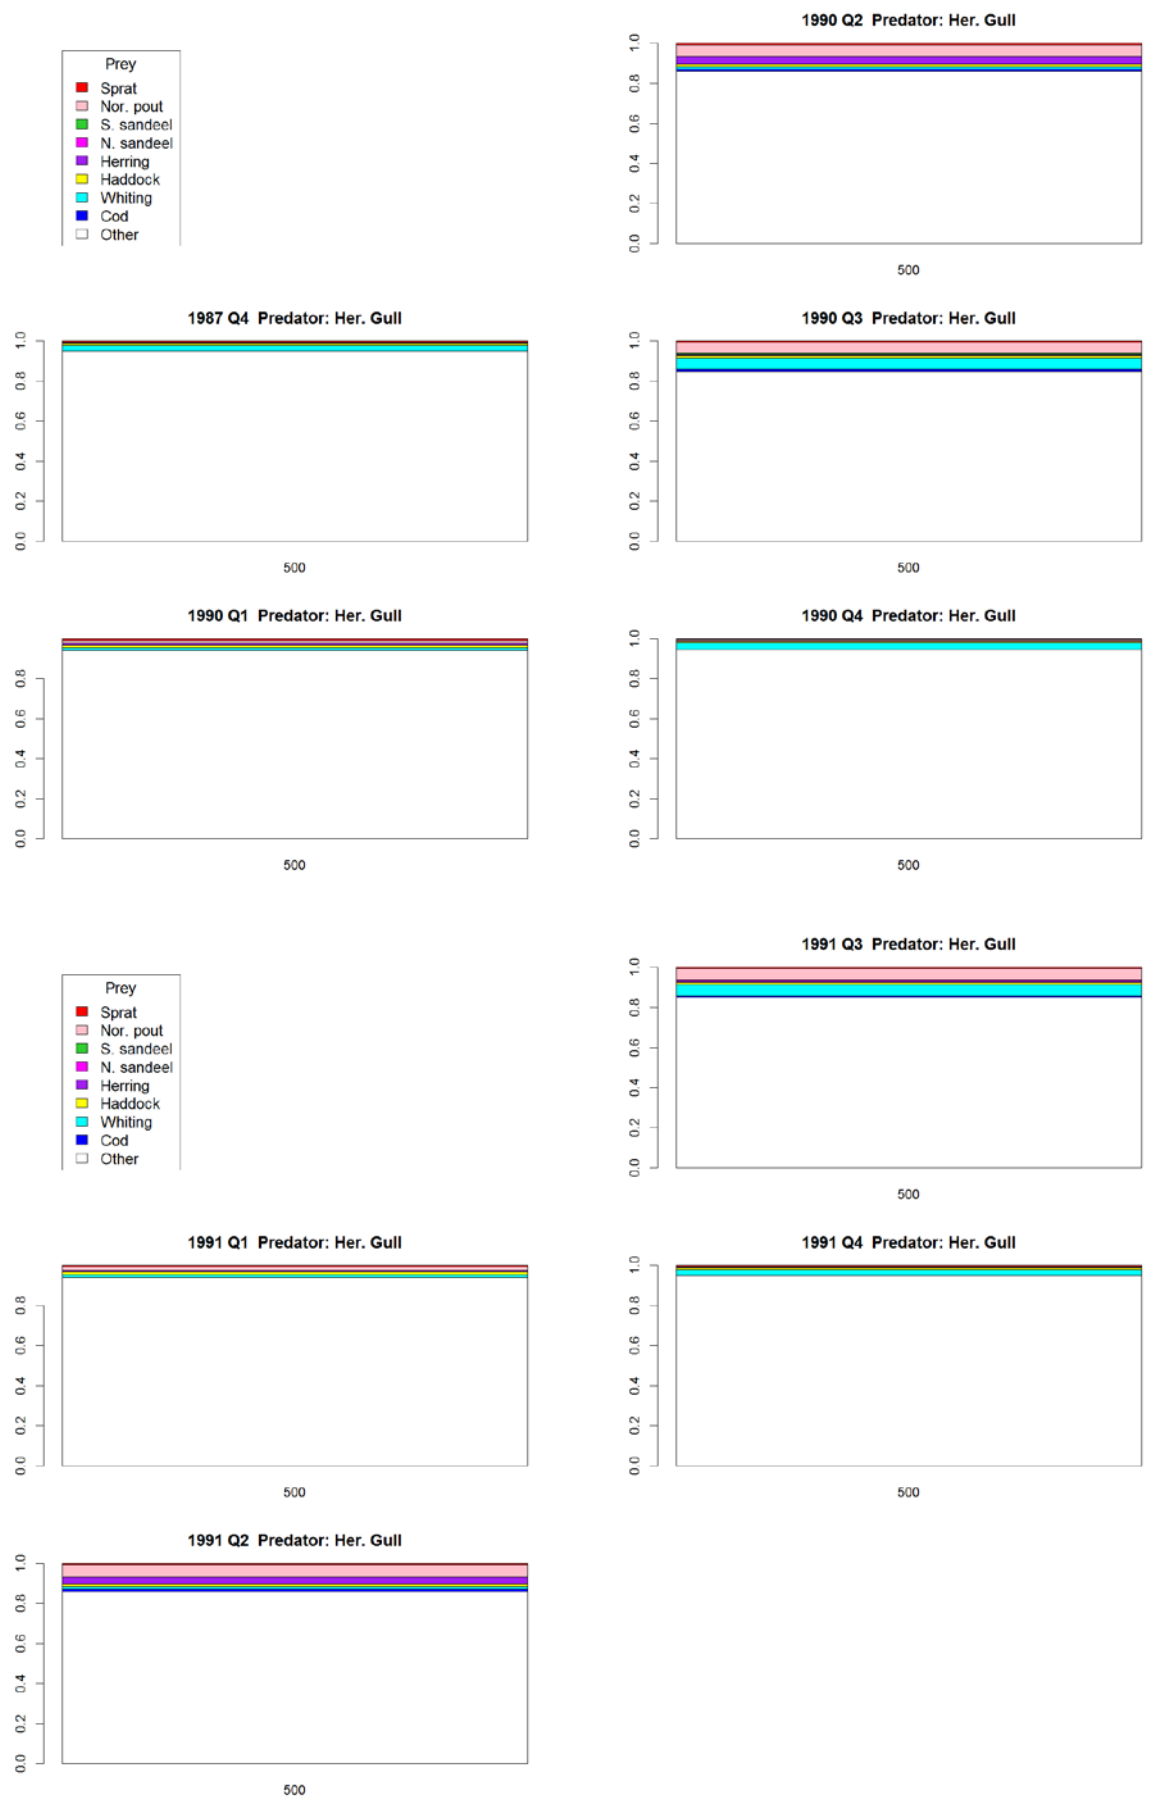 Prey
Sprat
Nor. pout
S. sandeel
N. sandeel
Herring
Haddock
Whiting
Cod
Other
1990 Q2 Predator: Her. Gull
1.0
0.8
0.6
0.4
0.2
0.0
500
1987 Q4 Predator: Her. Gull
1.0
0.8
0.6
0.4
0.2
0.0
500
1990 Q3 Predator: Her. Gull
1.0
0.8
0.6
0.4
0.2
0.0
500
1990 Q1 Predator: Her. Gull
0.8
0.6
0.4
0.2
0.0
500
1990 Q4 Predator: Her. Gull
1.0
0.8
0.6
0.4
0.2
0.0
500
Prey
Sprat
Nor. pout
S. sandeel
N. sandeel
Herring
Haddock
Whiting
Cod
Other
1991 Q3 Predator: Her. Gull
1.0
0.8
0.6
0.4
0.2
0.0
500
1991 Q1 Predator: Her. Gull
0.8
0.6
0.4
0.2
0.0
500
1991 Q4 Predator: Her. Gull
1.0
0.8
0.6
0.4
0.2
0.0
500
1991 Q2 Predator: Her. Gull
1.0
0.8
0.6
0.4
0.2
0.0
500